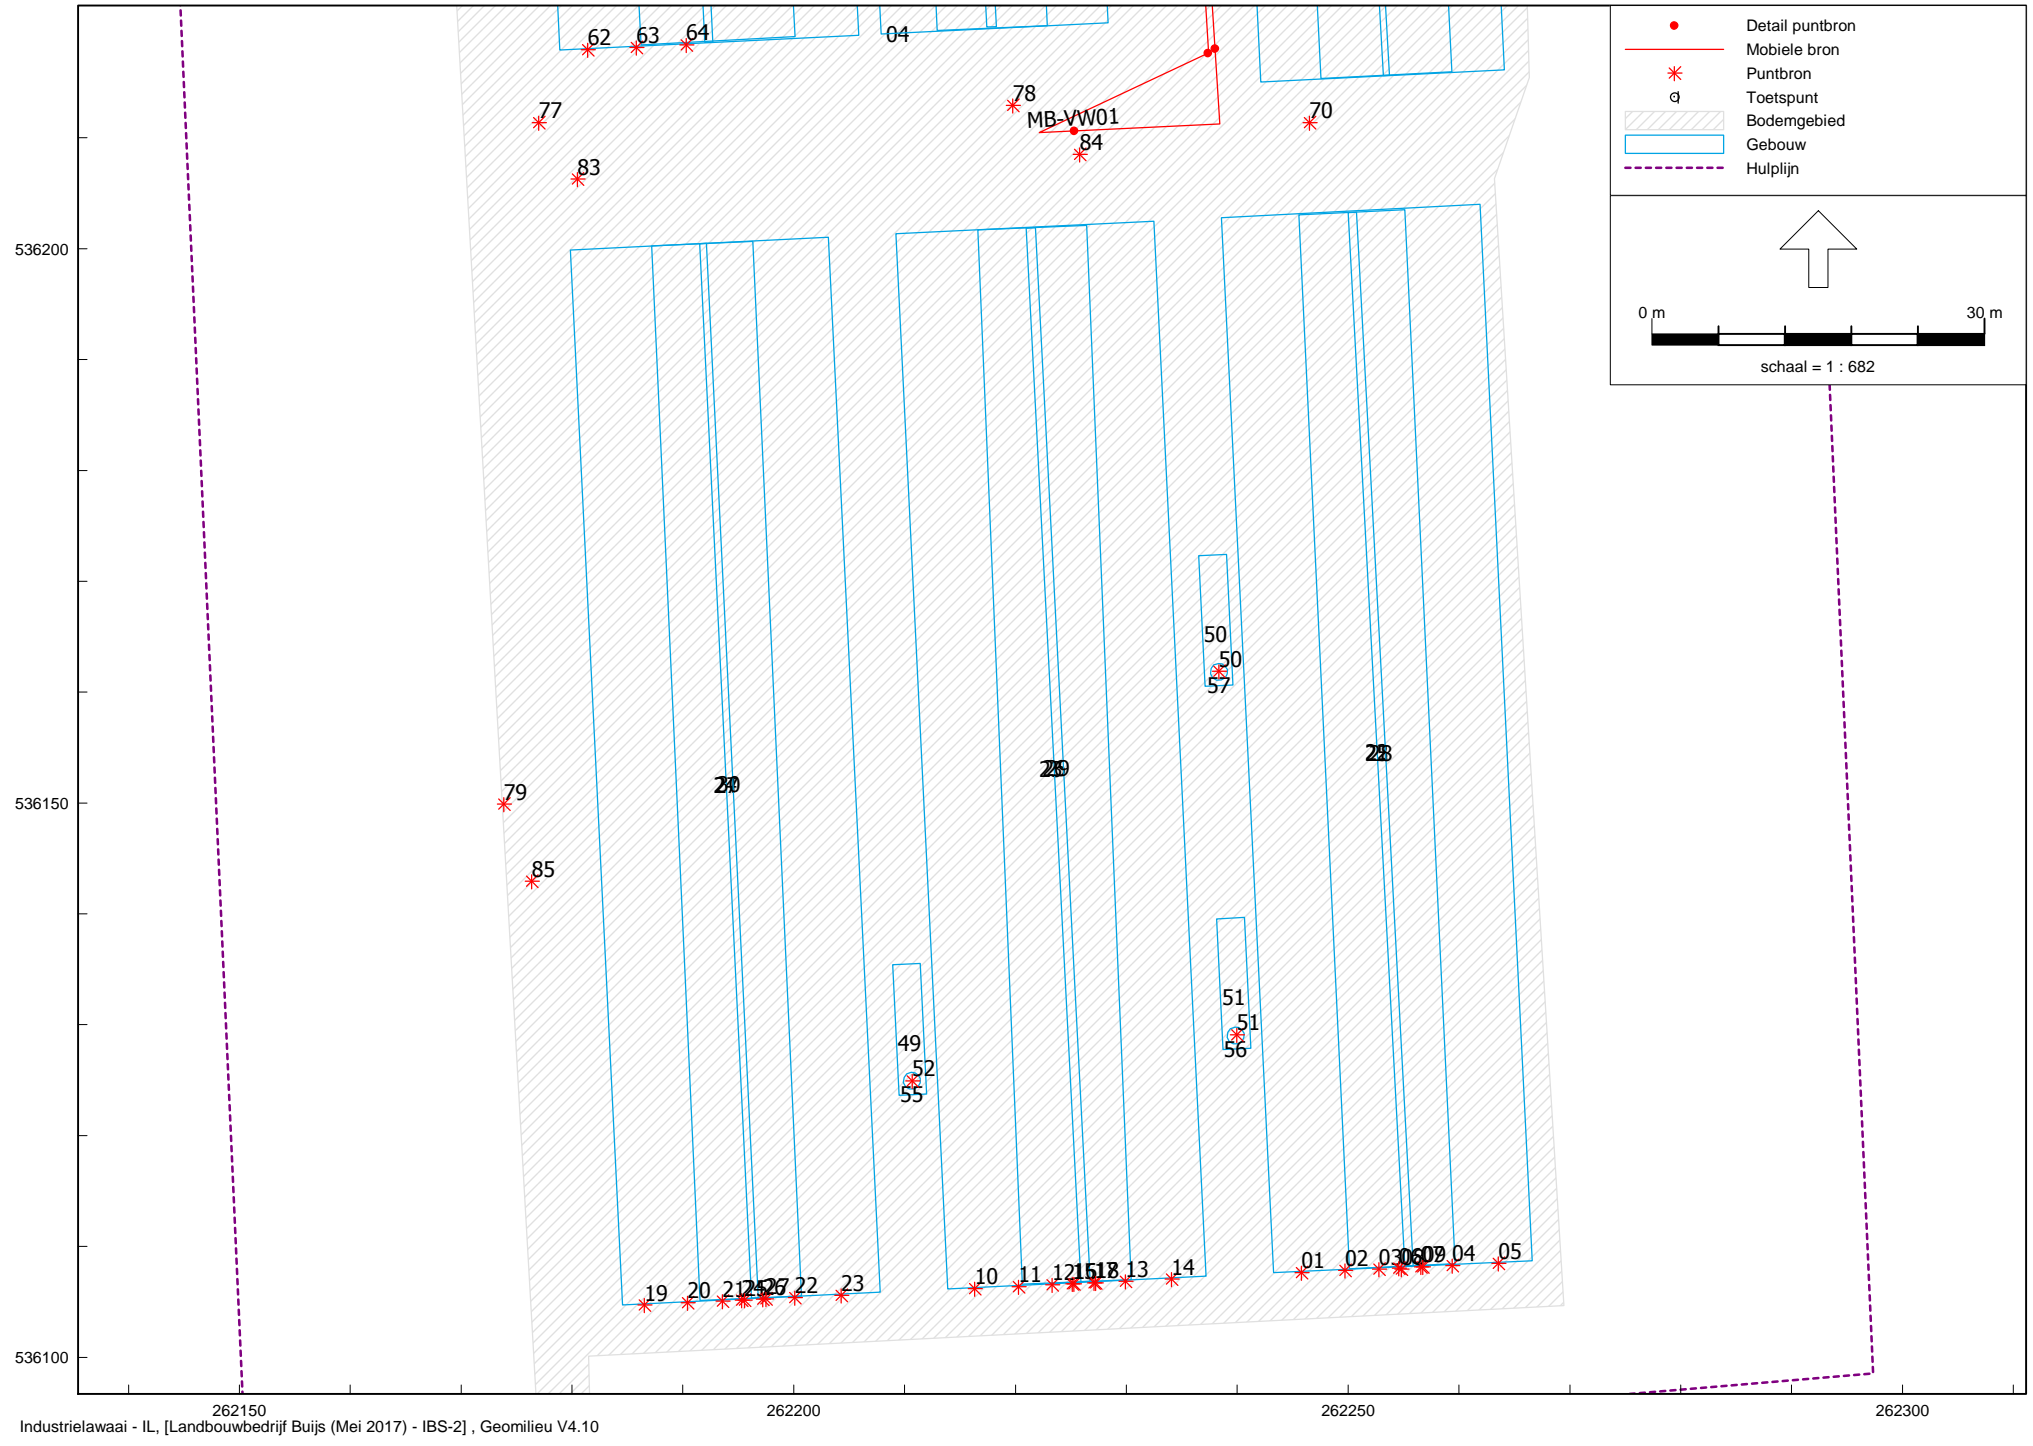 Detail puntbron
Mobiele bron
Puntbron
Toetspunt
Bodemgebied
Gebouw
Hulplijn
0 m 30 m
schaal = 1 : 682
62 63 64
04
77
78
MB-VW01
70
84
83
536200
50
50
57
79
536150
85
51
51
56
49
52
55
01 02 03 04 05
10 11 12 13 14
19 20 21 22 23
536100
262150 262200 262250 262300
Industrielawaai - IL, [Landbouwbedrijf Buijs (Mei 2017) - IBS-2] , Geomilieu V4.10